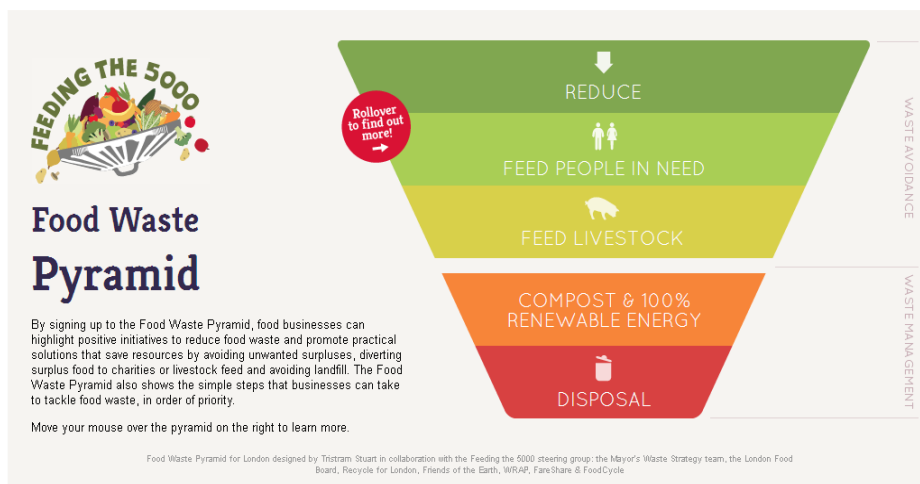 FEEDING THE 5000
Food Waste
Pyramid
By signing up to the Food Waste Pyramid, food businesses can
highlight positive initiatives to reduce food waste and promote practical
solutions that save resources by avoiding unwanted surpluses, diverting
surplus food to charities or livestock feed and avoiding landfill. The Food
Waste Pyramid also shows the simple steps that businesses can take
to tackle food waste, in order of priority.
Move your mouse over the pyramid on the right to learn more.
Rollover
to find out
more!
REDUCE
FEED PEOPLE IN NEED
FEED LIVESTOCK
COMPOST & 100%
RENEWABLE ENERGY
DISPOSAL
WASTE AVOIDANCE
WASTE MANAGEMENT
Food Waste Pyramid for London designed by Tristram Stuart in collaboration with the Feeding the 5000 steering group: the Mayor's Waste Strategy team, the London Food
Board, Recycle for London, Friends of the Earth, WRAP, FareShare & FoodCycle